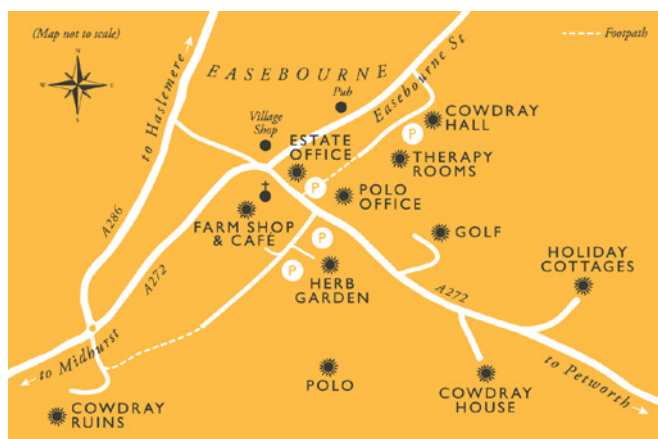 (Map not to scale)
N
W
E
S
Footpath
to Haslemere
EASEBOURNE
Easebourne St
Pub
Village
Shop
ESTATE
OFFICE
COWDRAY
HALL
P
THERAPY
ROOMS
P
POLO
OFFICE
FARM SHOP
& CAFÉ
P
GOLF
HOLIDAY
COTTAGES
A286
A272
P
HERB
GARDEN
A272
to Midhurst
to Petworth
POLO
COWDRAY
HOUSE
COWDRAY
RUINS